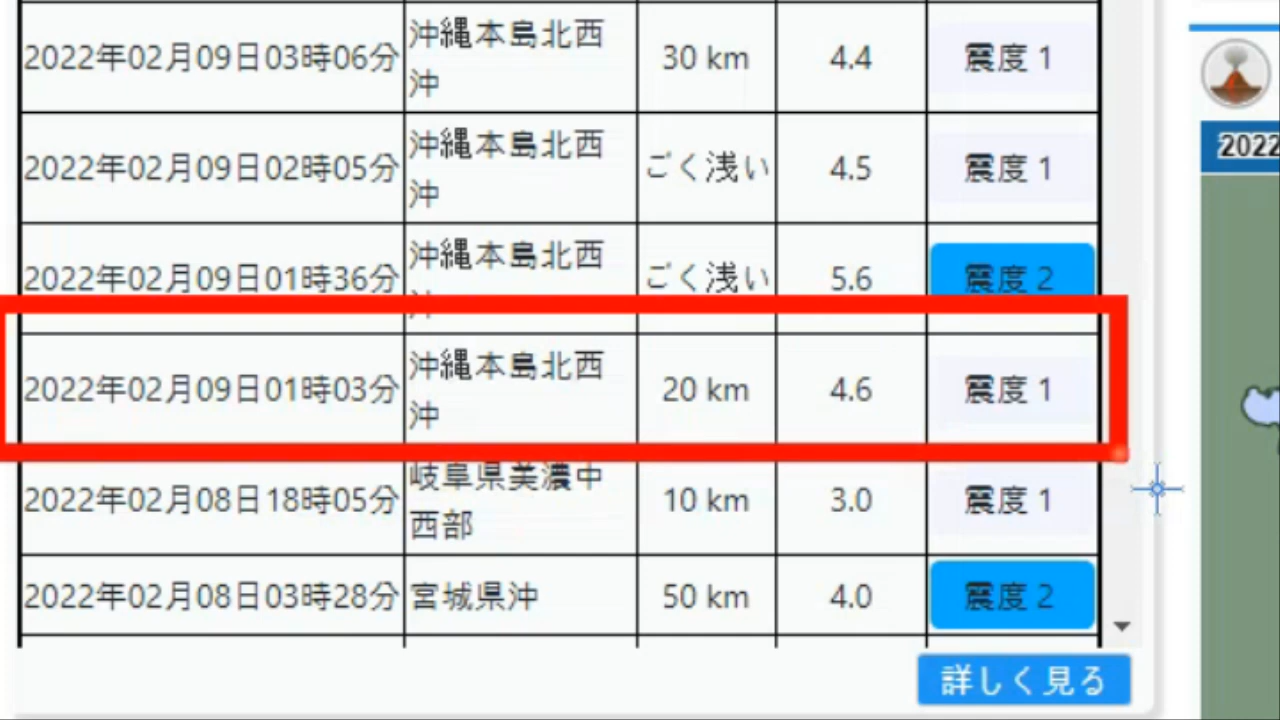 2022年02月09日03時06分 沖縄本島北西沖 30 km 4.4 震度 1
2022年02月09日02時05分 沖縄本島北西沖 ごく浅い 4.5 震度 1
2022年02月09日01時36分 沖縄本島北西沖 ごく浅い 5.6 震度 2
2022年02月09日01時03分 沖縄本島北西沖 20 km 4.6 震度 1
2022年02月08日18時05分 岐阜県美濃中西部 10 km 3.0 震度 1
2022年02月08日03時28分 宮城県沖 50 km 4.0 震度 2
詳しく見る
2022